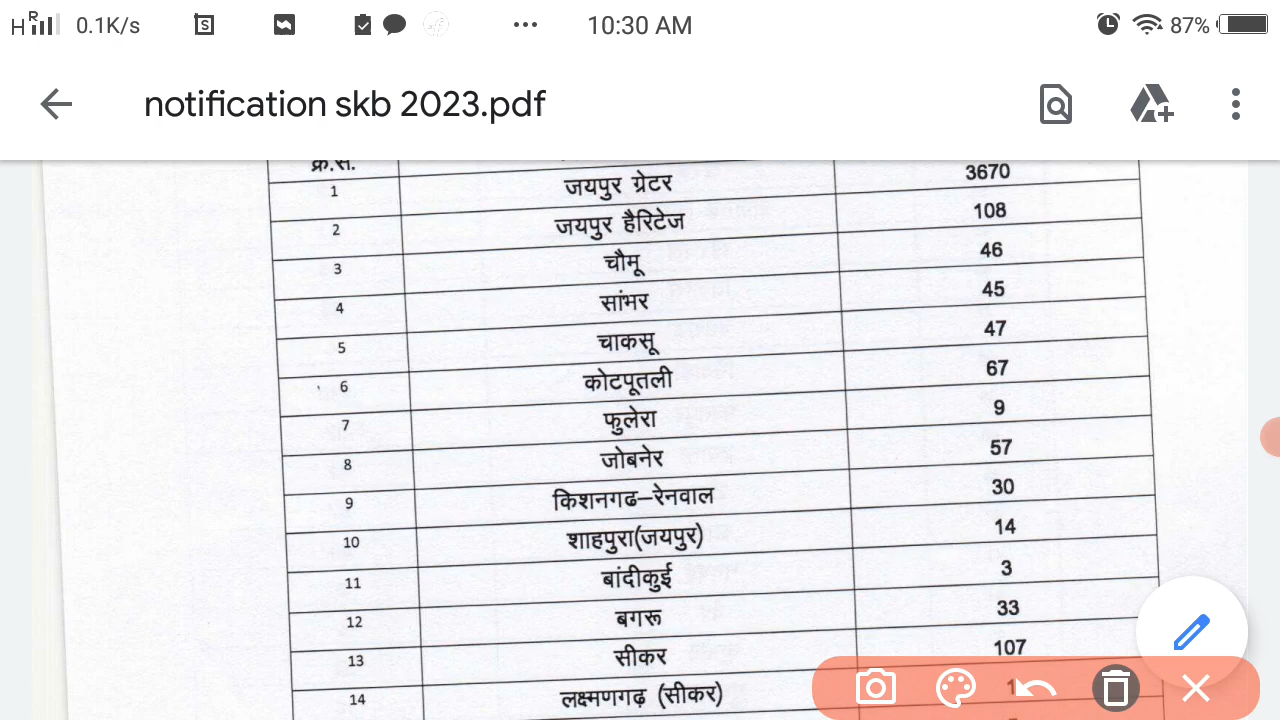 HR 0.1K/s S ... 10:30 AM 87%
notification skb 2023.pdf
क्र.सं.
1 जयपुर ग्रेटर 3670
2 जयपुर हैरिटेज 108
3 चौमू 46
4 सांभर 45
5 चाकसू 47
6 कोटपूतली 67
7 फुलेरा 9
8 जोबनेर 57
9 किशनगढ–रेनवाल 30
10 शाहपुरा(जयपुर) 14
11 बांदीकुई 3
12 बगरू 33
13 सीकर 107
14 लक्ष्मणगढ़ (सीकर)